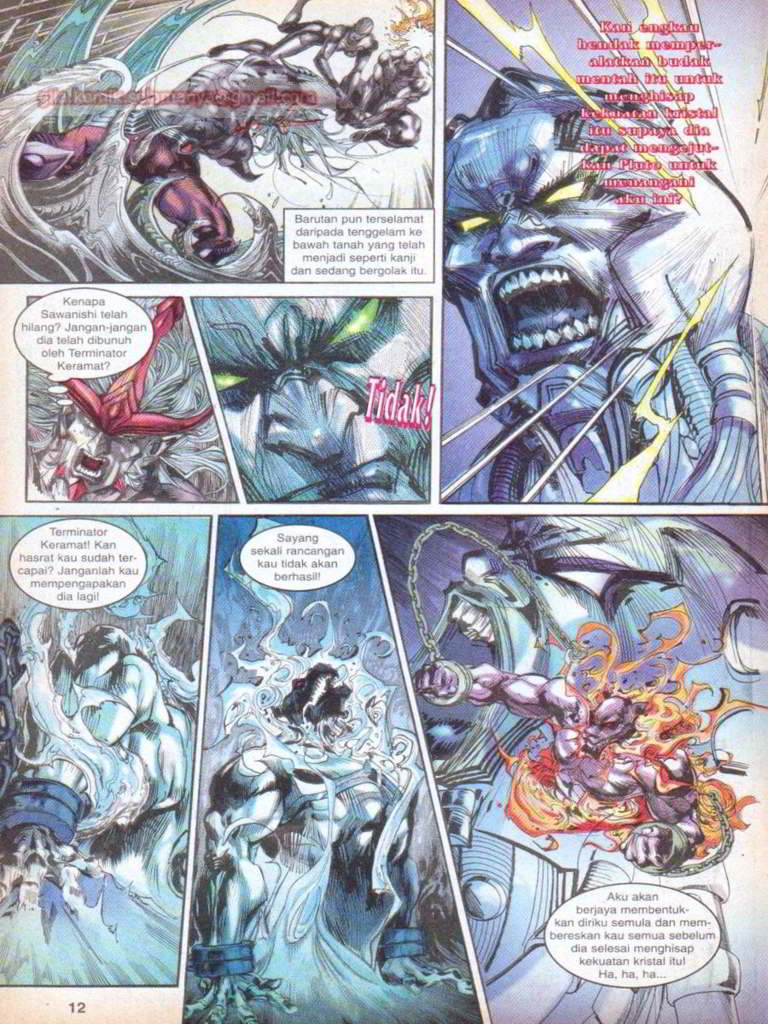 Barutan pun terselamat
daripada tenggelam ke
bawah tanah yang telah
menjadi seperti kanji
dan sedang bergolak itu.
Kan engkau
hendak memper-
alatkan budak
mentah itu untuk
menghisap
kekuatan kristal
itu supaya dia
dapat mengejut-
kan Pluto untuk
menangani
aku ini?
Kenapa
Sawanishi telah
hilang? Jangan-jangan
dia telah dibunuh
oleh Terminator
Keramat?
Tidak!
Terminator
Keramat! Kan
hasrat kau sudah ter-
capai? Janganlah kau
mempengapakan
dia lagi!
Sayang
sekali rancangan
kau tidak akan
berhasil!
Aku akan
berjaya membentuk-
kan diriku semula dan mem-
bereskan kau semua sebelum
dia selesai menghisap
kekuatan kristal itu!
Ha, ha, ha...
12